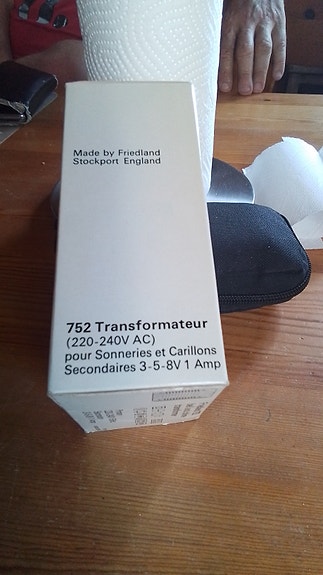 Made by Friedland
Stockport England
752 Transformateur
(220-240V AC)
pour Sonneries et Carillons
Secondaires 3-5-8V 1 Amp